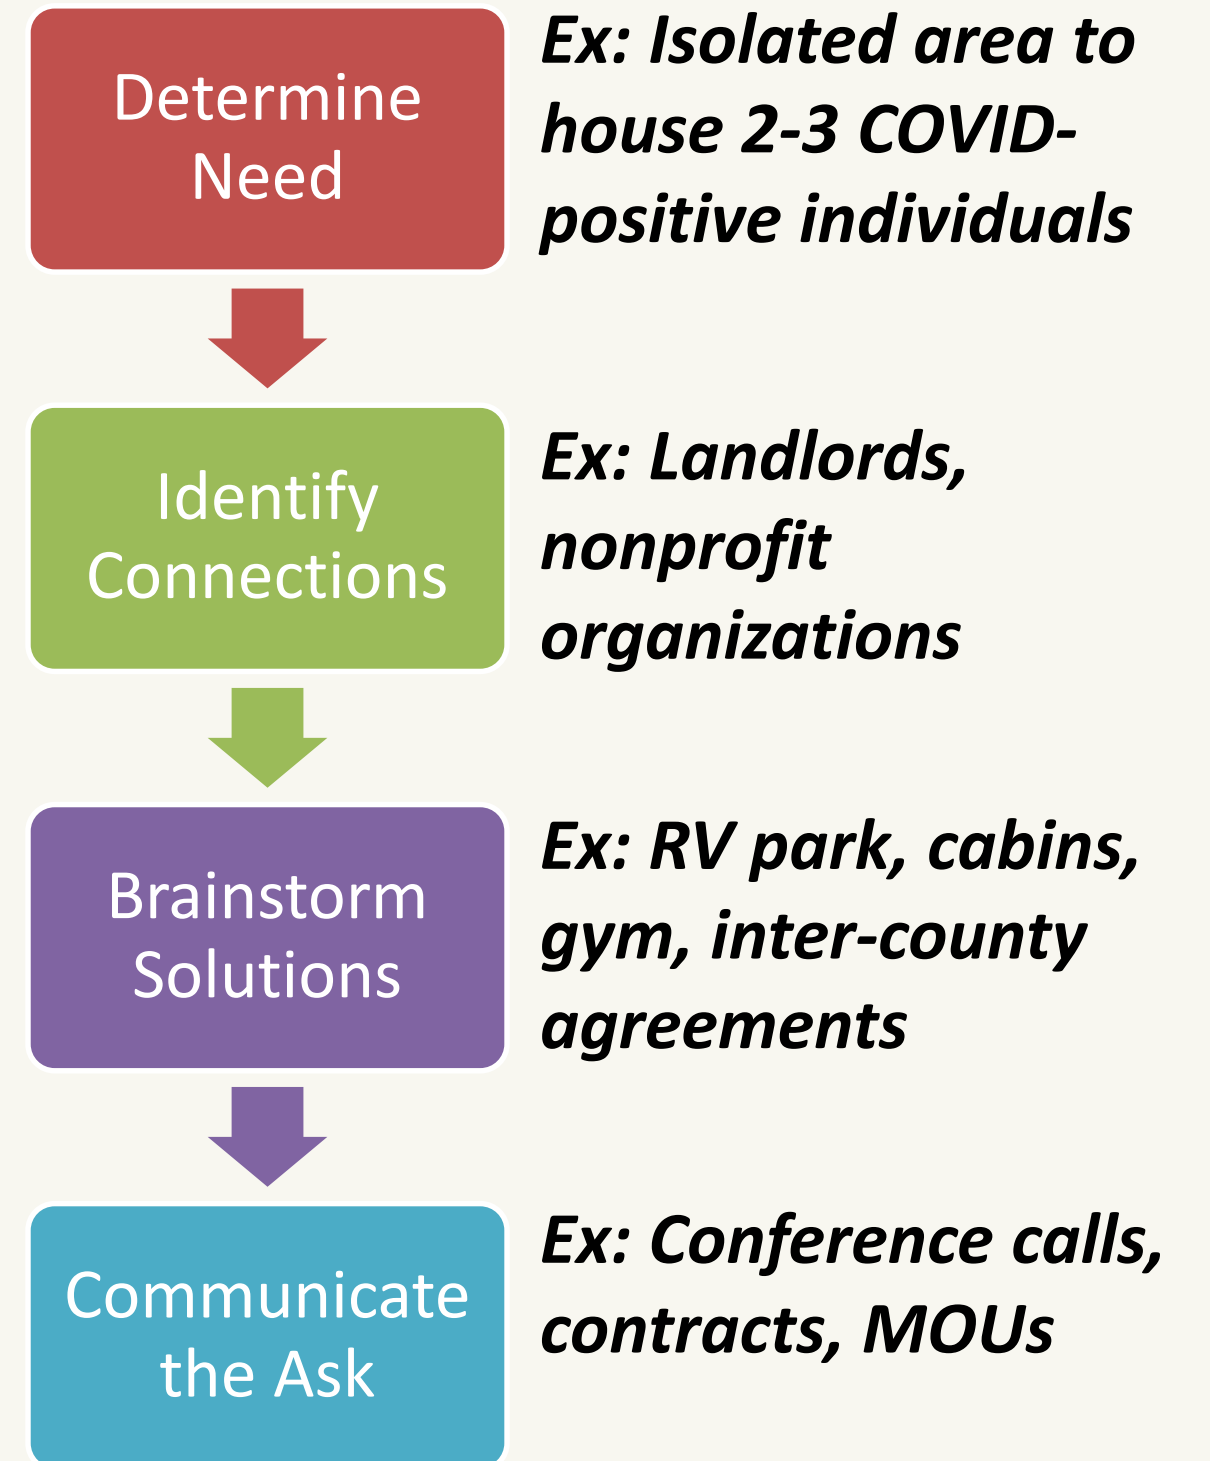 Determine
Need
Ex: Isolated area to
house 2-3 COVID-
positive individuals
Identify
Connections
Ex: Landlords,
nonprofit
organizations
Brainstorm
Solutions
Ex: RV park, cabins,
gym, inter-county
agreements
Communicate
the Ask
Ex: Conference calls,
contracts, MOUs